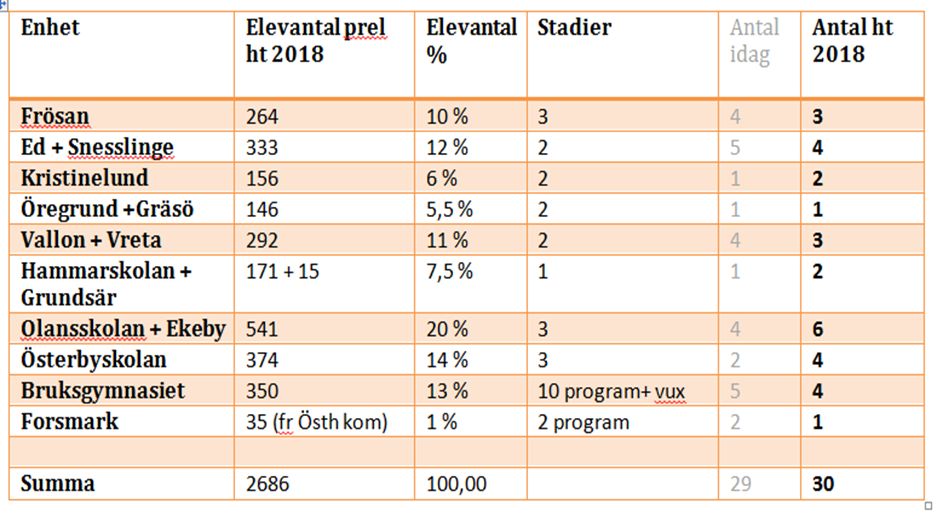 Enhet Elevantal prel ht 2018 Elevantal % Stadier Antal idag Antal ht 2018
Frösan 264 10 % 3 4 3
Ed + Snesslinge 333 12 % 2 5 4
Kristinelund 156 6 % 2 1 2
Öregrund +Gräsö 146 5,5 % 2 1 1
Vallon + Vreta 292 11 % 2 4 3
Hammarskolan + Grundsär 171 + 15 7,5 % 1 1 2
Olansskolan + Ekeby 541 20 % 3 4 6
Österbyskolan 374 14 % 3 2 4
Bruksgymnasiet 350 13 % 10 program+ vux 5 4
Forsmark 35 (fr Östh kom) 1 % 2 program 2 1
Summa 2686 100,00 29 30